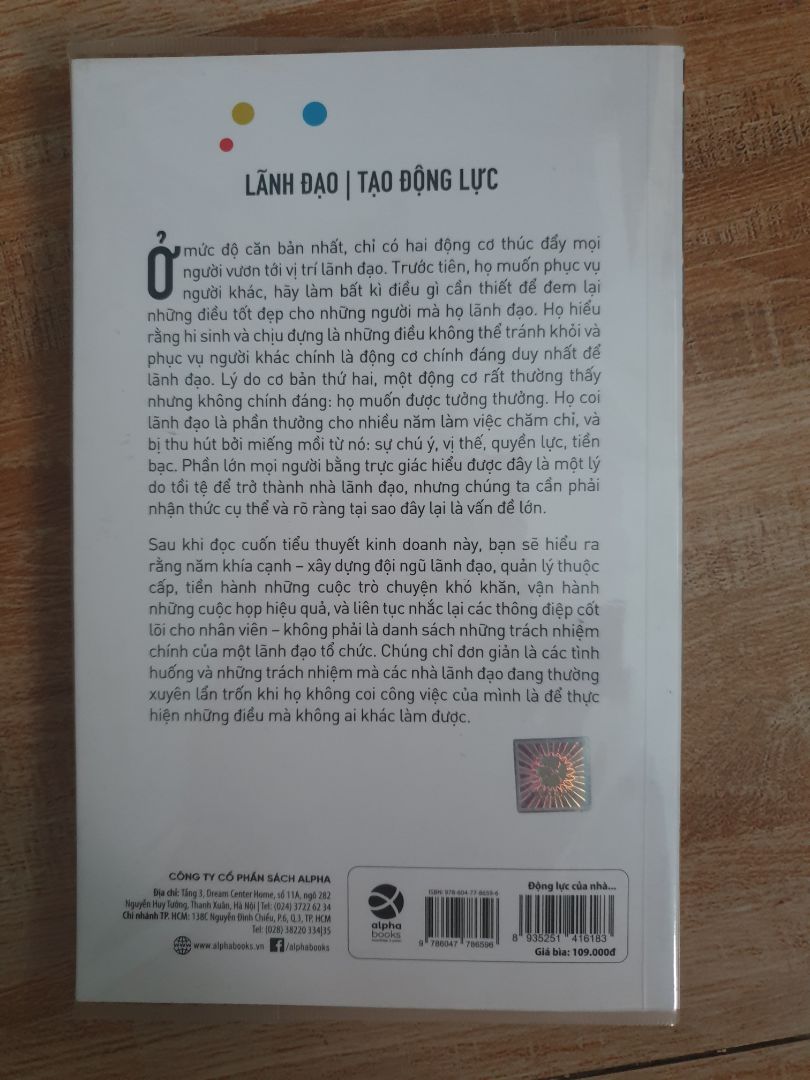 LÃNH ĐẠO | TẠO ĐỘNG LỰC
Ở mức độ căn bản nhất, chỉ có hai động cơ thúc đẩy mọi
người vươn tới vị trí lãnh đạo. Trước tiên, họ muốn phục vụ
người khác, hãy làm bất kì điều gì cần thiết để đem lại
những điều tốt đẹp cho những người mà họ lãnh đạo. Họ hiểu
rằng hi sinh và chịu đựng là những điều không thể tránh khỏi và
phục vụ người khác chính là động cơ chính đáng duy nhất để
lãnh đạo. Lý do cơ bản thứ hai, một động cơ rất thường thấy
nhưng không chính đáng: họ muốn được tưởng thưởng. Họ coi
lãnh đạo là phần thưởng cho nhiều năm làm việc chăm chỉ, và
bị thu hút bởi miếng mồi từ nó: sự chú ý, vị thế, quyền lực, tiền
bạc. Phần lớn mọi người bằng trực giác hiểu được đây là một lý
do tồi tệ để trở thành nhà lãnh đạo, nhưng chúng ta cần phải
nhận thức cụ thể và rõ ràng tại sao đây lại là vấn đề lớn.
Sau khi đọc cuốn tiểu thuyết kinh doanh này, bạn sẽ hiểu ra
rằng năm khía cạnh – xây dựng đội ngũ lãnh đạo, quản lý thuộc
cấp, tiến hành những cuộc trò chuyện khó khăn, vận hành
những cuộc họp hiệu quả, và liên tục nhắc lại các thông điệp cốt
lõi cho nhân viên – không phải là danh sách những trách nhiệm
chính của một lãnh đạo tổ chức. Chúng chỉ đơn giản là các tình
huống và những trách nhiệm mà các nhà lãnh đạo đang thường
xuyên lẩn trốn khi họ không coi công việc của mình là để thực
hiện những điều mà không ai khác làm được.
CÔNG TY CỔ PHẦN SÁCH ALPHA
Địa chỉ: Tầng 3, Dream Center Home, số 11A, ngõ 282
Nguyễn Huy Tưởng, Thanh Xuân, Hà Nội | Tel: (024) 3722 62 34
Chi nhánh TP. HCM: 138C Nguyễn Đình Chiểu, P.6, Q.3, TP. HCM
Tel: (028) 38220 334|35
www.alphabooks.vn /alphabooks
alpha
books
ISBN: 978-604-77-8659-6
9 786047 786596
Động lực của nhà...
8 935251 416183
Giá bìa: 109.000đ